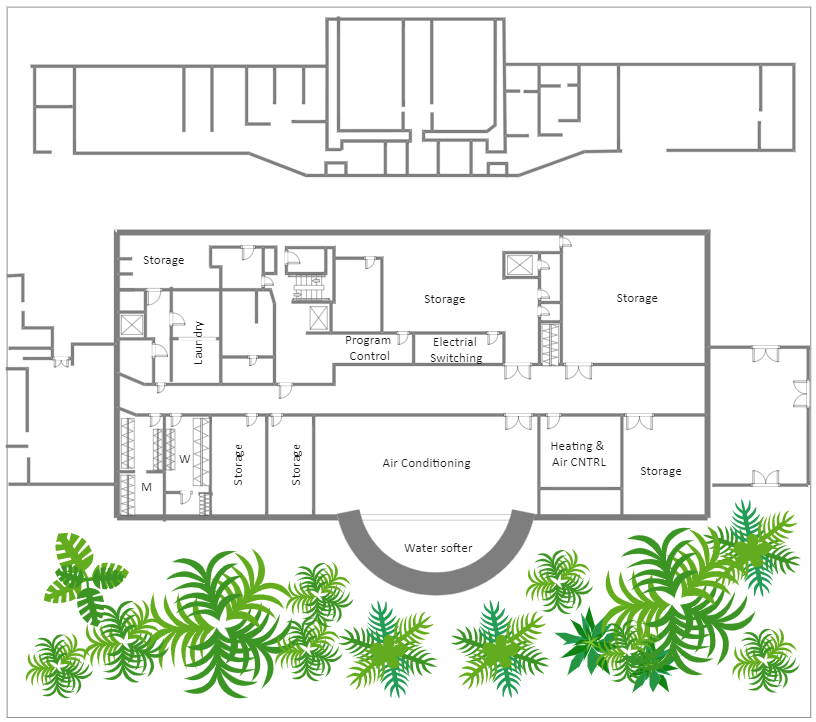 Storage
Storage
Storage
Laundry
Program
Control
Electrial
Switching
M
W
Storage
Storage
Air Conditioning
Heating &
Air CNTRL
Storage
Water softer